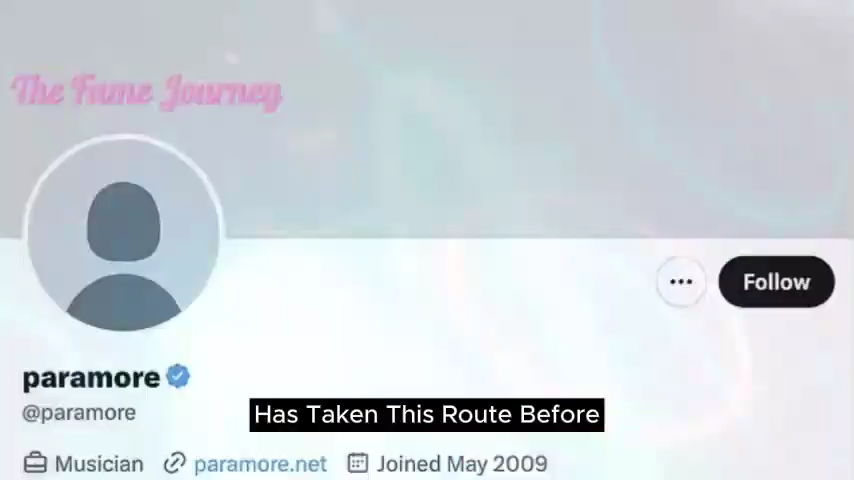 The Fame Journey
Follow
paramore
@paramore
Has Taken This Route Before
Musician paramore.net Joined May 2009